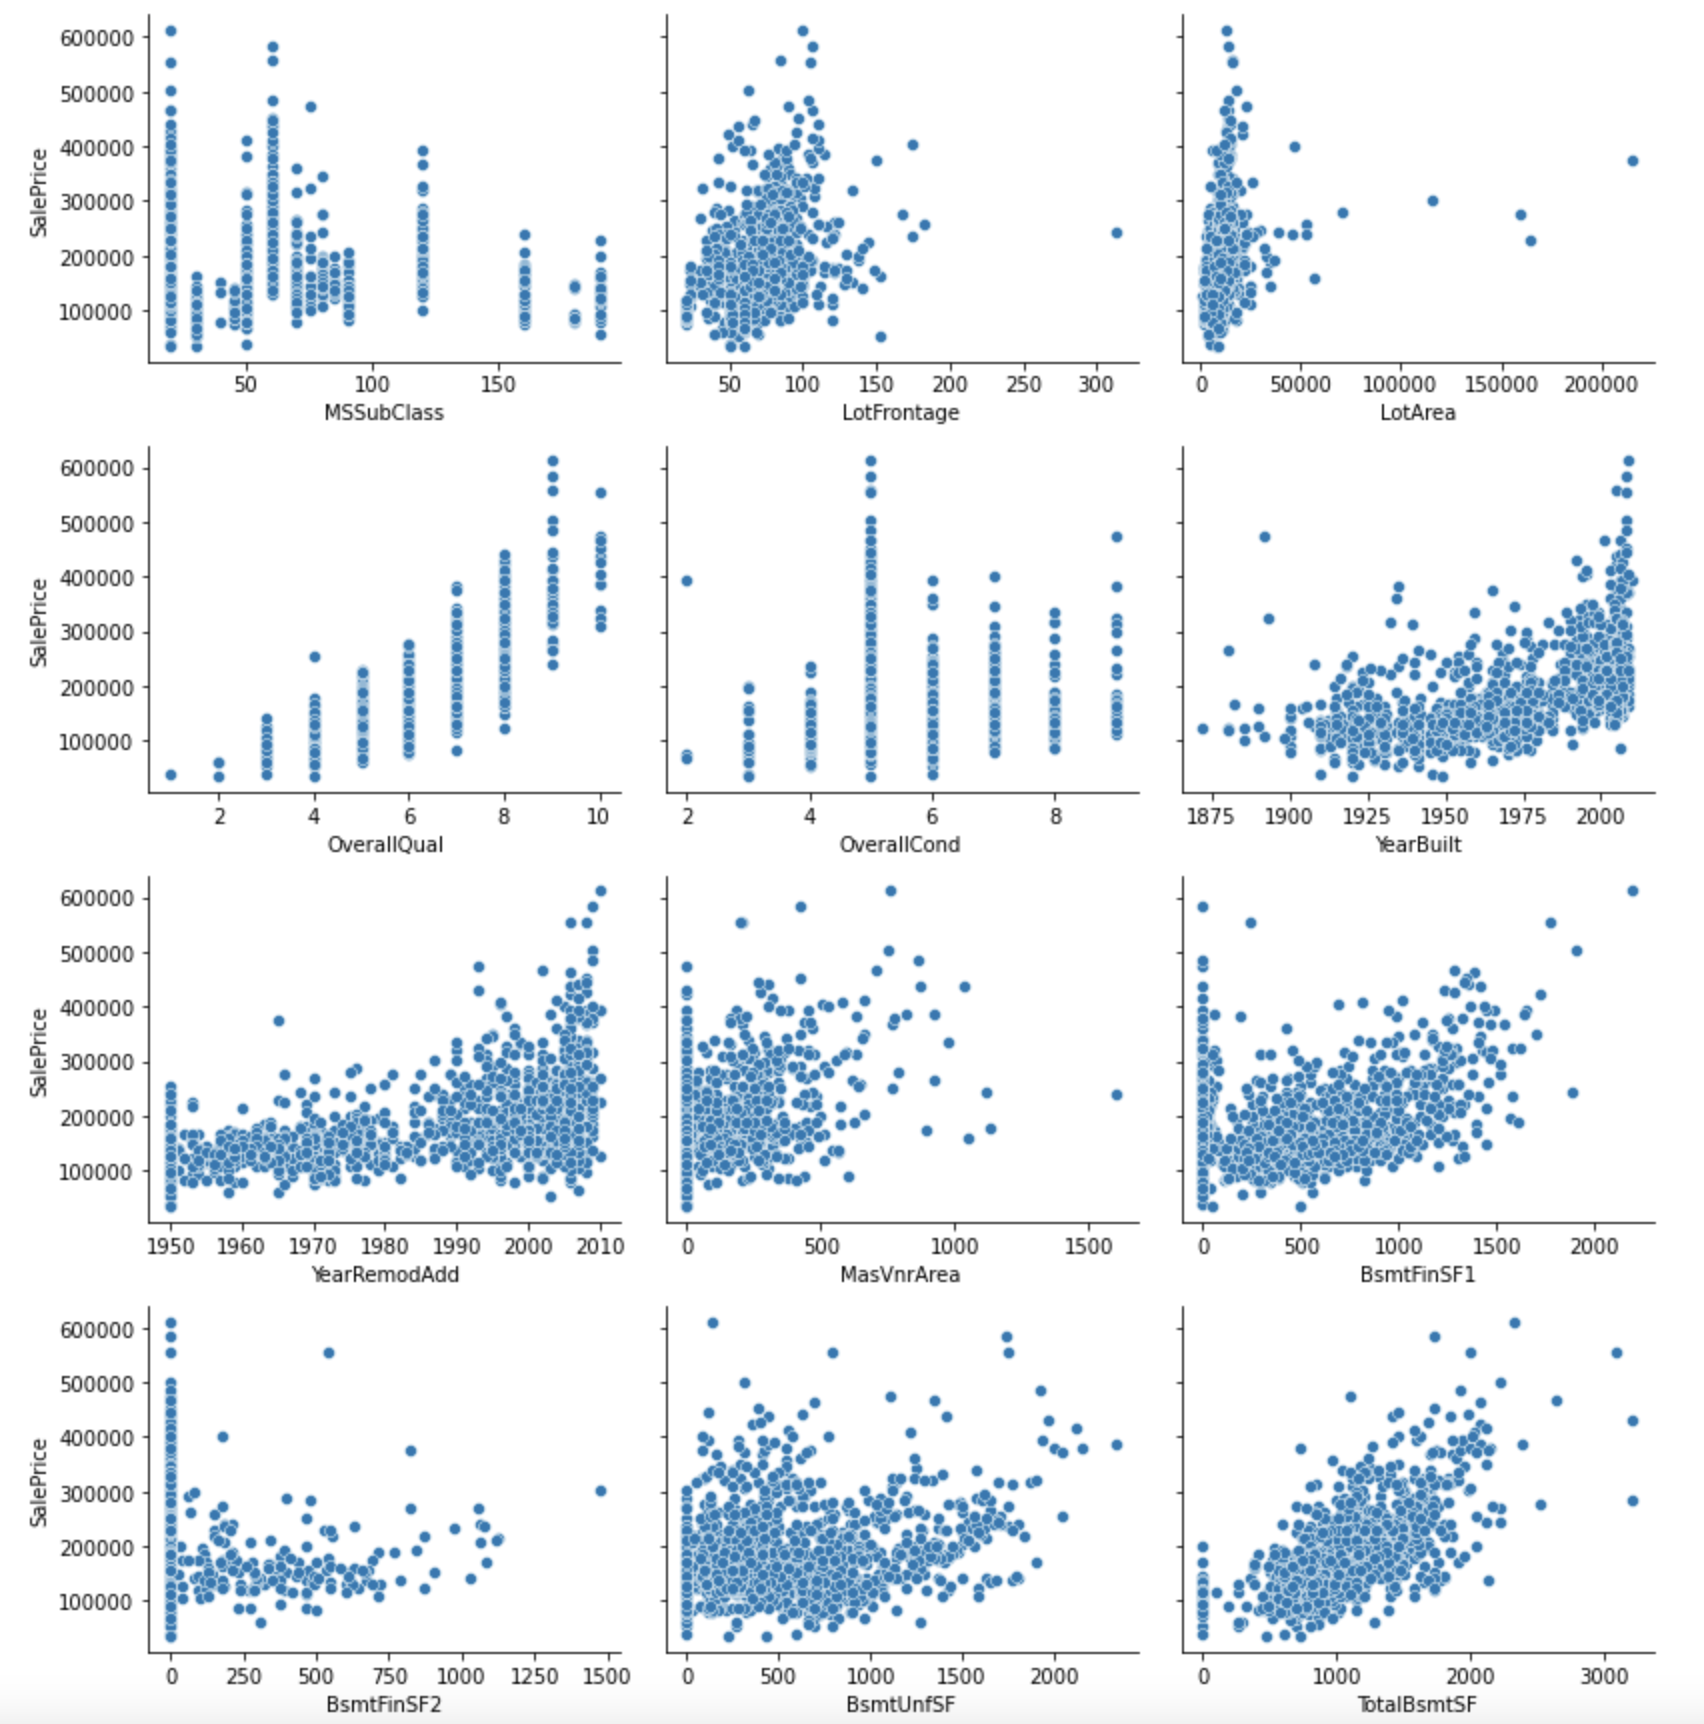 600000
500000
400000
300000
200000
100000
SalePrice
50 100 150
MSSubClass
50 100 150 200 250 300
LotFrontage
0 50000 100000 150000 200000
LotArea
600000
500000
400000
300000
200000
100000
SalePrice
2 4 6 8 10
OverallQual
2 4 6 8
OverallCond
1875 1900 1925 1950 1975 2000
YearBuilt
600000
500000
400000
300000
200000
100000
SalePrice
1950 1960 1970 1980 1990 2000 2010
YearRemodAdd
0 500 1000 1500
MasVnrArea
0 500 1000 1500 2000
BsmtFinSF1
600000
500000
400000
300000
200000
100000
SalePrice
0 250 500 750 1000 1250 1500
BsmtFinSF2
0 500 1000 1500 2000
BsmtUnfSF
0 1000 2000 3000
TotalBsmtSF